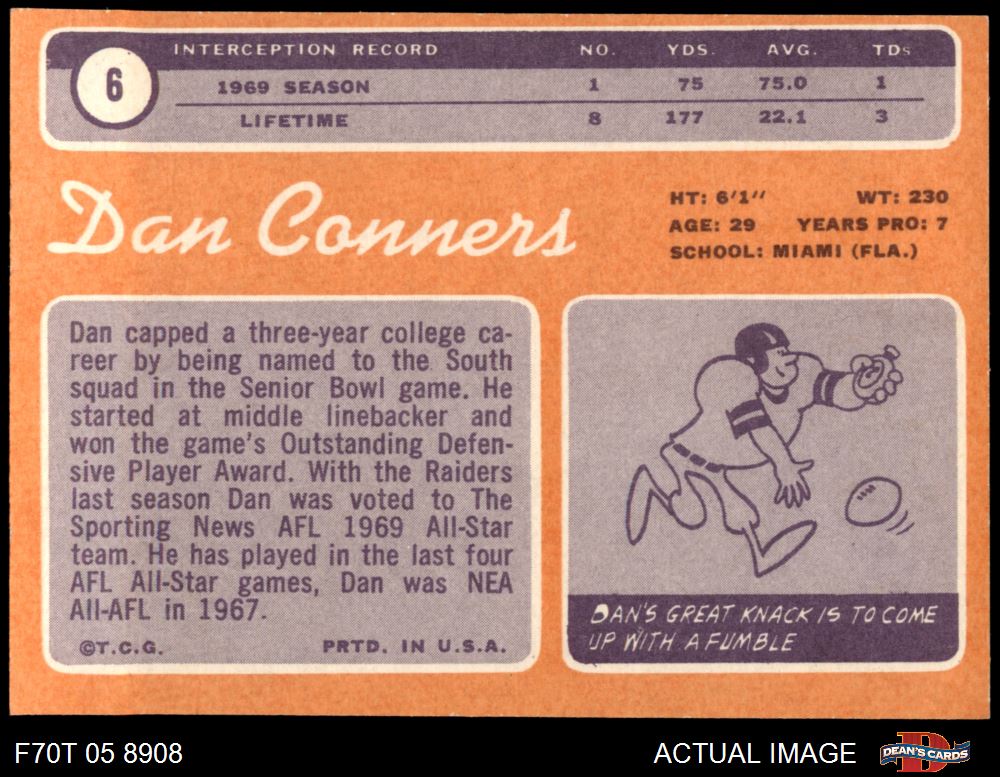 6
INTERCEPTION RECORD NO. YDS. AVG. TDs
1969 SEASON 1 75 75.0 1
LIFETIME 8 177 22.1 3
Dan Conners
HT: 6'1'' WT: 230
AGE: 29 YEARS PRO: 7
SCHOOL: MIAMI (FLA.)
Dan capped a three-year college ca-
reer by being named to the South
squad in the Senior Bowl game. He
started at middle linebacker and
won the game's Outstanding Defen-
sive Player Award. With the Raiders
last season Dan was voted to The
Sporting News AFL 1969 All-Star
team. He has played in the last four
AFL All-Star games, Dan was NEA
All-AFL in 1967.
©T.C.G. PRTD. IN U.S.A.
DAN'S GREAT KNACK IS TO COME
UP WITH A FUMBLE
F70T 05 8908 ACTUAL IMAGE
D
DEAN'S CARDS